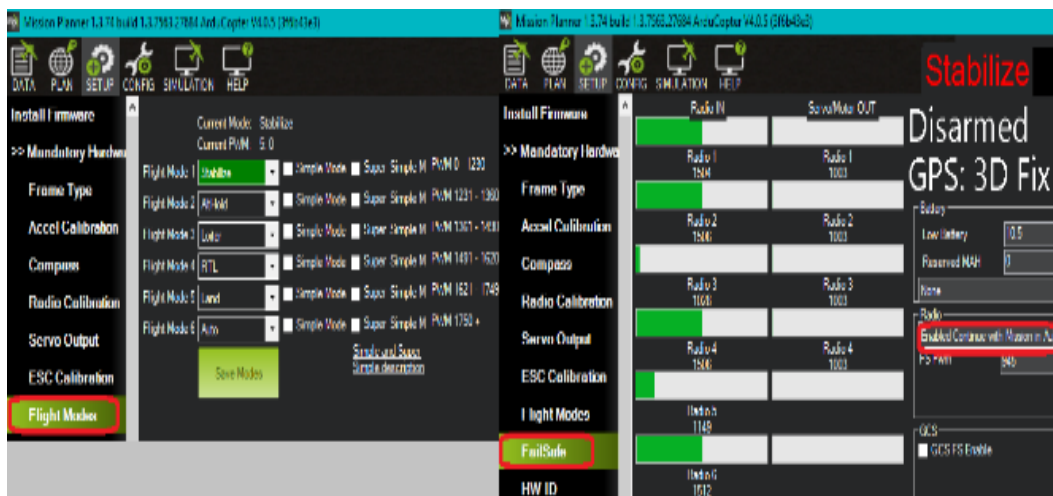 Mission Planner 1.3.74 build 1.3.7563.27684 ArduCopter V4.0.5 (3f6b43e3)
DATA PLAN SETUP CONFIG SIMULATION HELP
Install Firmware
>> Mandatory Hardwa
Frame Type
Accel Calibration
Compass
Radio Calibration
Servo Output
ESC Calibration
Flight Modes
Current Mode: Stabilize
Current PWM: 5: 0
Flight Mode 1 Stabilize Simple Mode Super Simple M PWM 0 - 1230
Flight Mode 2 AltHold Simple Mode Super Simple M PWM 1231 - 1360
Flight Mode 3 Loiter Simple Mode Super Simple M PWM 1361 - 1490
Flight Mode 4 RTL Simple Mode Super Simple M PWM 1491 - 1620
Flight Mode 5 Land Simple Mode Super Simple M PWM 1621 - 1749
Flight Mode 6 Auto Simple Mode Super Simple M PWM 1750 +
Save Modes
Simple and Super
Simple description
Mission Planner 1.3.74 build 1.3.7563.27684 ArduCopter V4.0.5 (3f6b43e3)
DATA PLAN SETUP CONFIG SIMULATION HELP
Install Firmware
>> Mandatory Hardwa
Frame Type
Accel Calibration
Compass
Radio Calibration
Servo Output
ESC Calibration
Flight Modes
FailSafe
HW ID
Radio IN
Servo/Motor OUT
Radio 1
1504
Radio 1
1003
Radio 2
1506
Radio 2
1003
Radio 3
Radio 3
1003
Radio 4
1506
Radio 4
1003
Radio 5
1149
Radio 6
1512
Stabilize
Disarmed
GPS: 3D Fix
Battery
Low Battery 10.5
Reserved MAH 0
None
Radio
Enabled Continue with Mission in Au
FS Pwm 945
GCS
GCS FS Enable